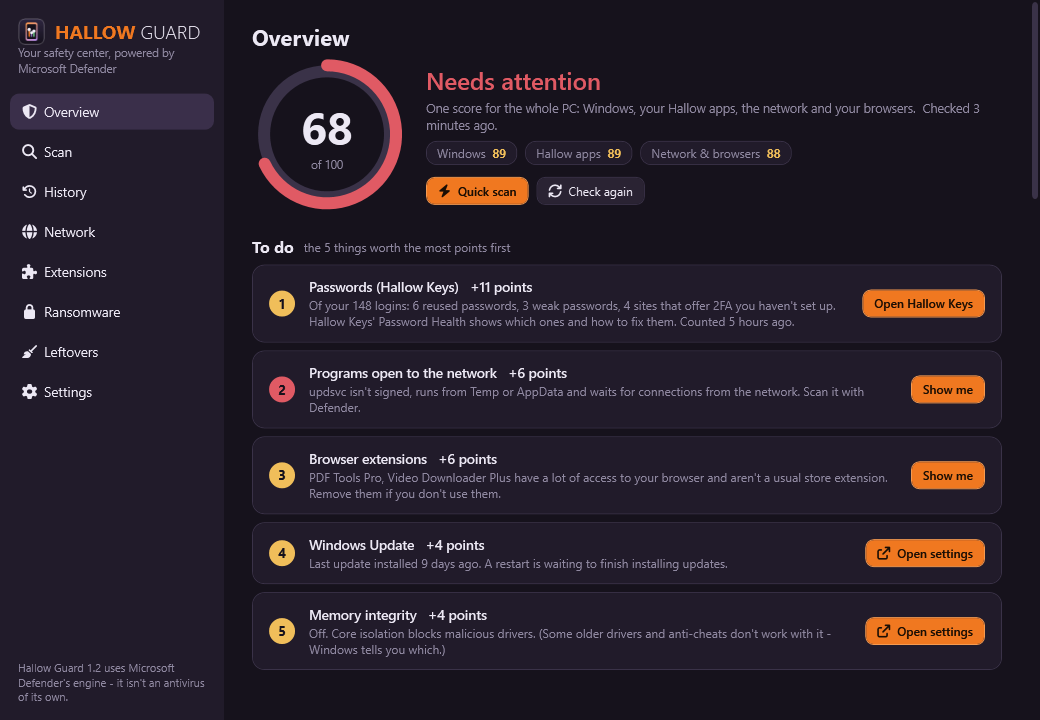 HALLOW GUARD
Your safety center, powered by
Microsoft Defender
Overview
Scan
History
Network
Extensions
Ransomware
Leftovers
Settings
Hallow Guard 1.2 uses Microsoft
Defender's engine - it isn't an antivirus
of its own.
Overview
68
of 100
Needs attention
One score for the whole PC: Windows, your Hallow apps, the network and your browsers. Checked 3
minutes ago.
Windows 89
Hallow apps 89
Network & browsers 88
Quick scan
Check again
To do the 5 things worth the most points first
1
Passwords (Hallow Keys) +11 points
Of your 148 logins: 6 reused passwords, 3 weak passwords, 4 sites that offer 2FA you haven't set up.
Hallow Keys' Password Health shows which ones and how to fix them. Counted 5 hours ago.
Open Hallow Keys
2
Programs open to the network +6 points
updsvc isn't signed, runs from Temp or AppData and waits for connections from the network. Scan it with
Defender.
Show me
3
Browser extensions +6 points
PDF Tools Pro, Video Downloader Plus have a lot of access to your browser and aren't a usual store extension.
Remove them if you don't use them.
Show me
4
Windows Update +4 points
Last update installed 9 days ago. A restart is waiting to finish installing updates.
Open settings
5
Memory integrity +4 points
Off. Core isolation blocks malicious drivers. (Some older drivers and anti-cheats don't work with it -
Windows tells you which.)
Open settings